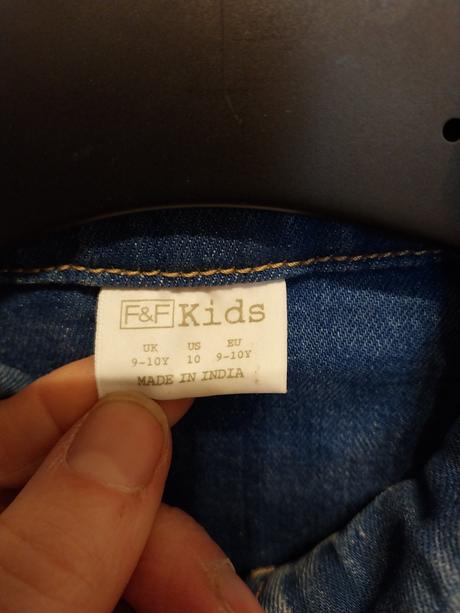 F&F Kids
UK US EU
9-10Y 10 9-10Y
MADE IN INDIA